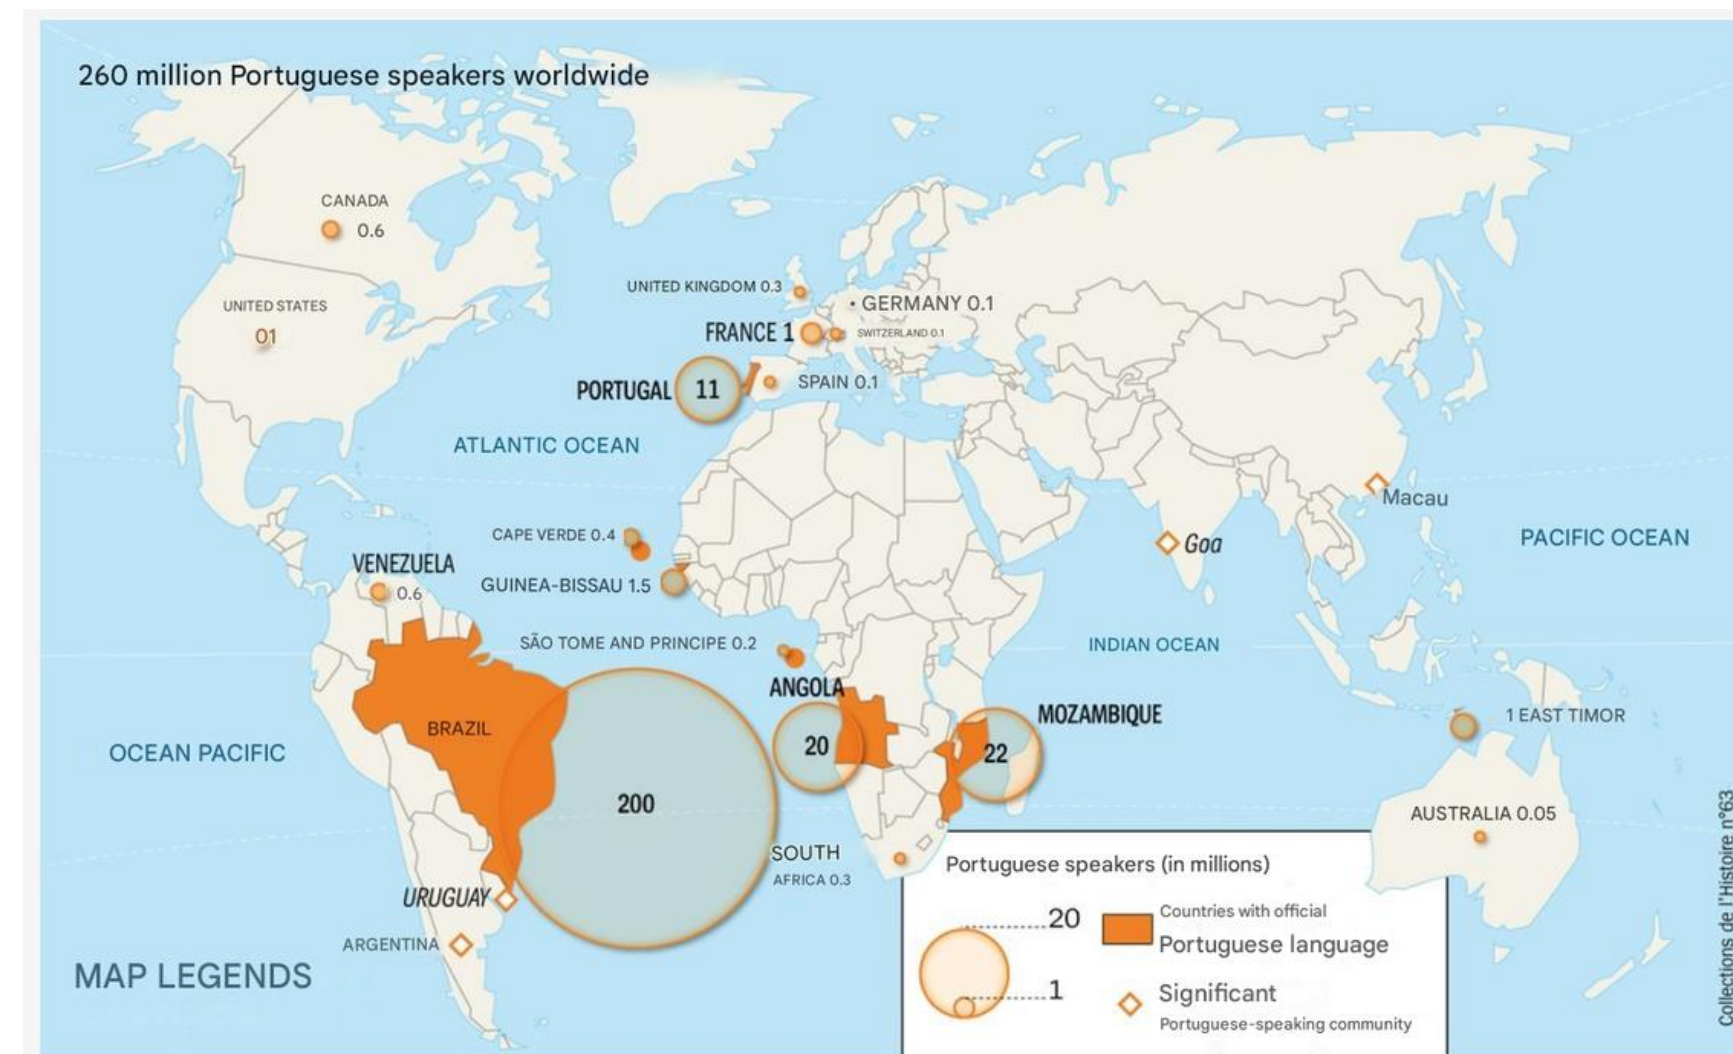 260 million Portuguese speakers worldwide
CANADA
0.6
UNITED STATES
01
UNITED KINGDOM 0.3
GERMANY 0.1
FRANCE 1
SWITZERLAND 0.1
PORTUGAL
11
SPAIN 0.1
ATLANTIC OCEAN
Macau
CAPE VERDE 0.4
Goa
PACIFIC OCEAN
VENEZUELA
0.6
GUINEA-BISSAU 1.5
SÃO TOME AND PRINCIPE 0.2
INDIAN OCEAN
ANGOLA
MOZAMBIQUE
1 EAST TIMOR
BRAZIL
OCEAN PACIFIC
20
22
200
AUSTRALIA 0.05
SOUTH
AFRICA 0.3
URUGUAY
ARGENTINA
MAP LEGENDS
Portuguese speakers (in millions)
20
1
Countries with official
Portuguese language
Significant
Portuguese-speaking community
Collections de l'Histoire n°63